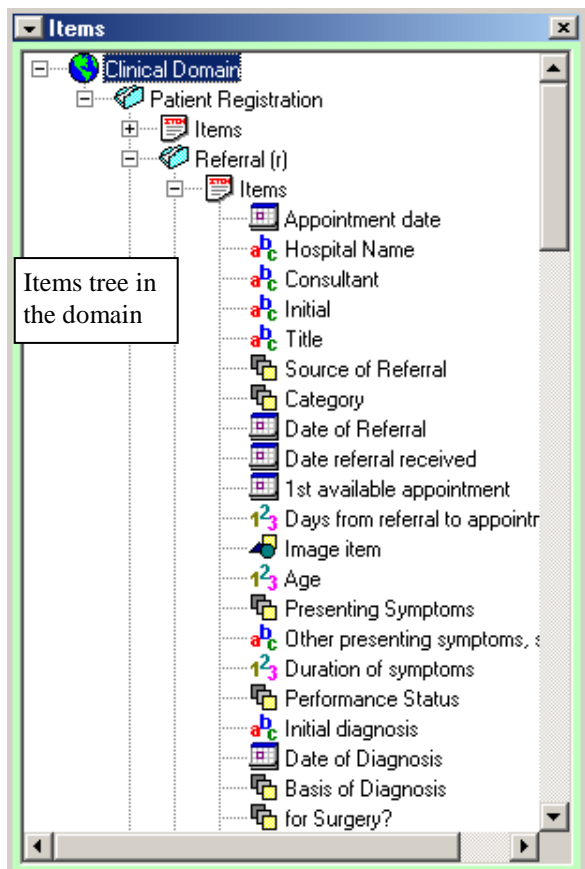 Items
Clinical Domain
Patient Registration
Items
Referral (r)
Items
Appointment date
Hospital Name
Items tree in
the domain
Consultant
Initial
Title
Source of Referral
Category
Date of Referral
Date referral received
1st available appointment
Days from referral to appointr
Image item
Age
Presenting Symptoms
Other presenting symptoms, s
Duration of symptoms
Performance Status
Initial diagnosis
Date of Diagnosis
Basis of Diagnosis
for Surgery?